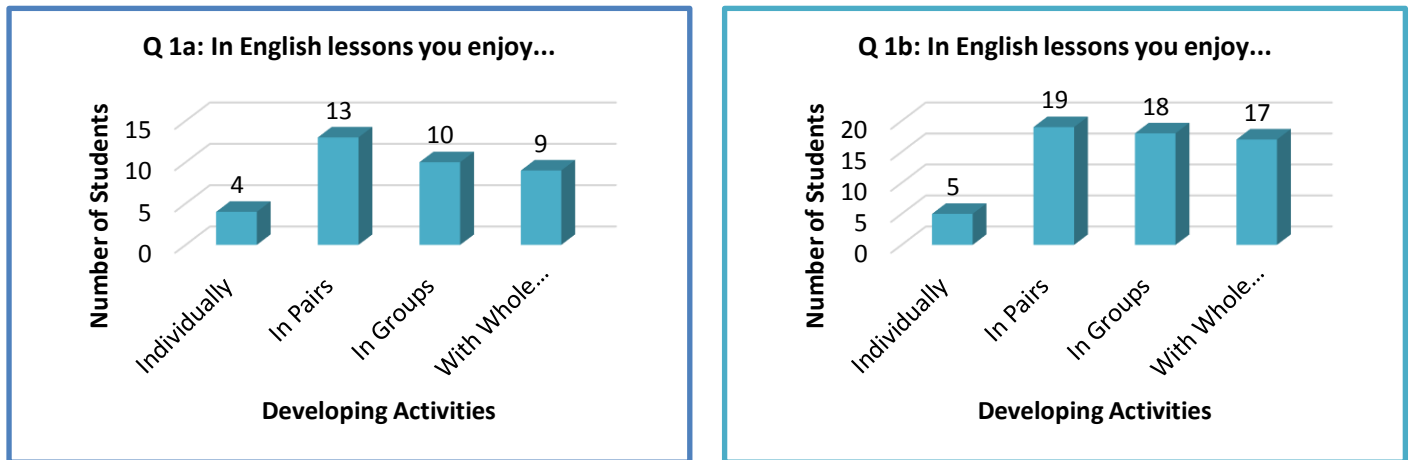 Q 1a: In English lessons you enjoy...
Number of Students
15
10
5
0
4
13
10
9
Individually
In Pairs
In Groups
With Whole...
Developing Activities
Q 1b: In English lessons you enjoy...
Number of Students
20
15
10
5
0
5
19
18
17
Individually
In Pairs
In Groups
With Whole...
Developing Activities